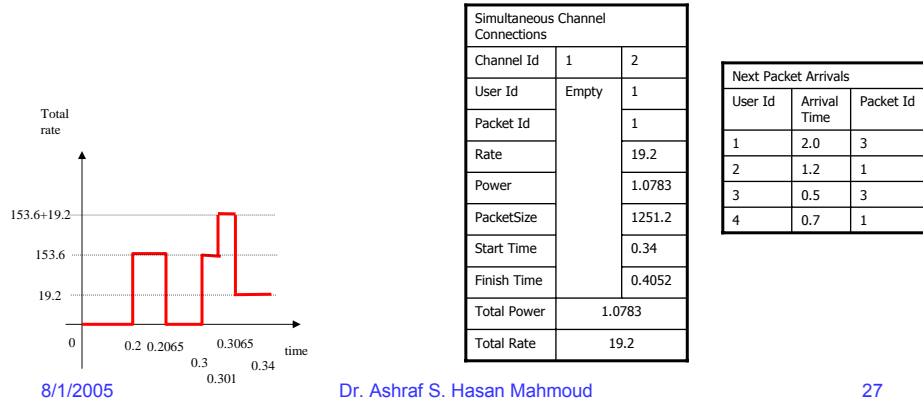 Total
rate
153.6+19.2
153.6
19.2
0
0.2 0.2065
0.3
0.301
0.3065
0.34
time
Simultaneous Channel
Connections
Channel Id 1 2
User Id Empty 1
Packet Id 1
Rate 19.2
Power 1.0783
PacketSize 1251.2
Start Time 0.34
Finish Time 0.4052
Total Power 1.0783
Total Rate 19.2
Next Packet Arrivals
User Id Arrival Time Packet Id
1 2.0 3
2 1.2 1
3 0.5 3
4 0.7 1
8/1/2005 Dr. Ashraf S. Hasan Mahmoud 27